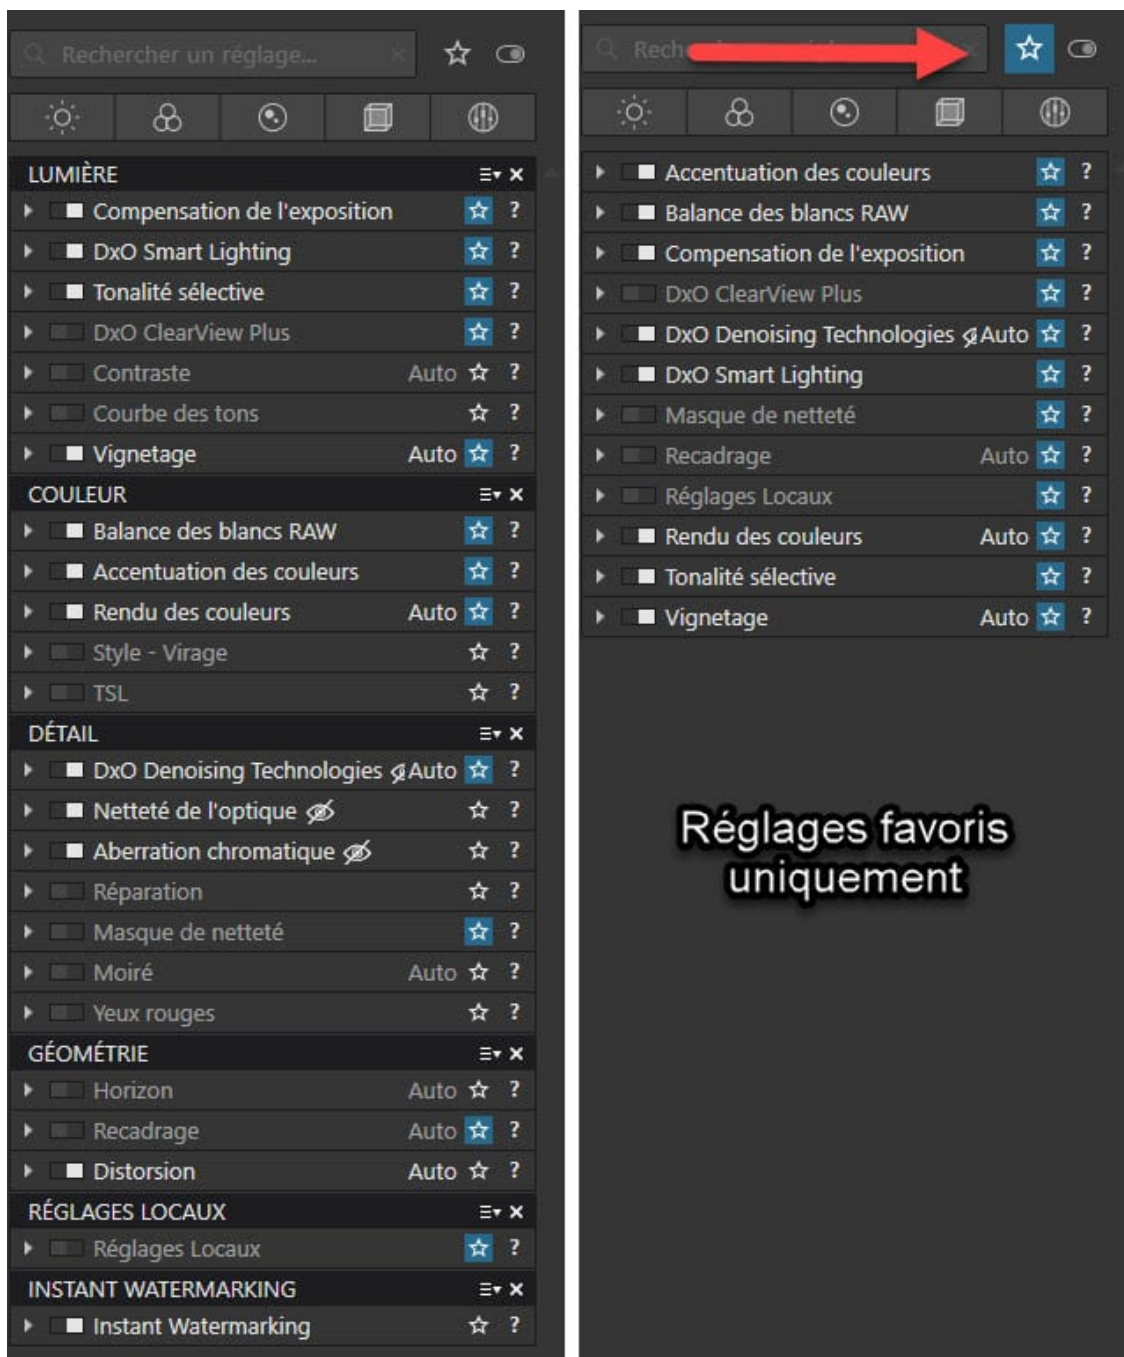 Rechercher un réglage...
LUMIÈRE
Compensation de l'exposition ?
DxO Smart Lighting ?
Tonalité sélective ?
DxO ClearView Plus ?
Contraste Auto ?
Courbe des tons ?
Vignetage Auto ?
COULEUR
Balance des blancs RAW ?
Accentuation des couleurs ?
Rendu des couleurs Auto ?
Style - Virage ?
TSL ?
DÉTAIL
DxO Denoising Technologies Auto ?
Netteté de l'optique ?
Aberration chromatique ?
Réparation ?
Masque de netteté ?
Moiré Auto ?
Yeux rouges ?
GÉOMÉTRIE
Horizon Auto ?
Recadrage Auto ?
Distorsion Auto ?
RÉGLAGES LOCAUX
Réglages Locaux ?
INSTANT WATERMARKING
Instant Watermarking ?
Accentuation des couleurs ?
Balance des blancs RAW ?
Compensation de l'exposition ?
DxO ClearView Plus ?
DxO Denoising Technologies Auto ?
DxO Smart Lighting ?
Masque de netteté ?
Recadrage Auto ?
Réglages Locaux ?
Rendu des couleurs Auto ?
Tonalité sélective ?
Vignetage Auto ?
Réglages favoris
uniquement